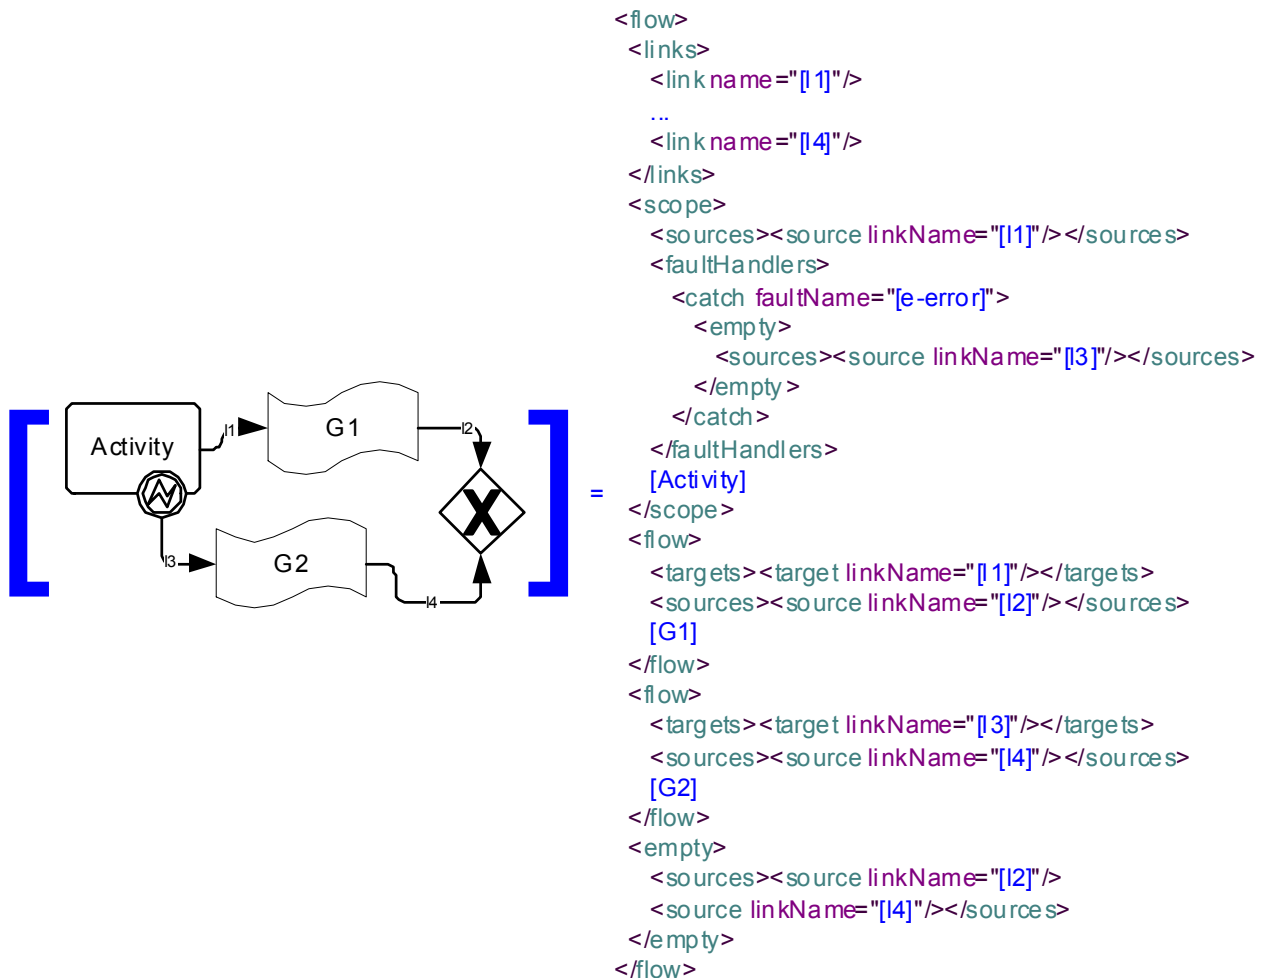 Activity
l1
G1
l2
l3
G2
l4
X
=
<flow>
<links>
<link name="[l1]"/>
...
<link name="[l4]"/>
</links>
<scope>
<sources><source linkName="[l1]"/></sources>
<faultHandlers>
<catch faultName="[e-error]">
<empty>
<sources><source linkName="[l3]"/></sources>
</empty>
</catch>
</faultHandlers>
[Activity]
</scope>
<flow>
<targets><target linkName="[l1]"/></targets>
<sources><source linkName="[l2]"/></sources>
[G1]
</flow>
<flow>
<targets><target linkName="[l3]"/></targets>
<sources><source linkName="[l4]"/></sources>
[G2]
</flow>
<empty>
<sources><source linkName="[l2]"/>
<source linkName="[l4]"/></sources>
</empty>
</flow>